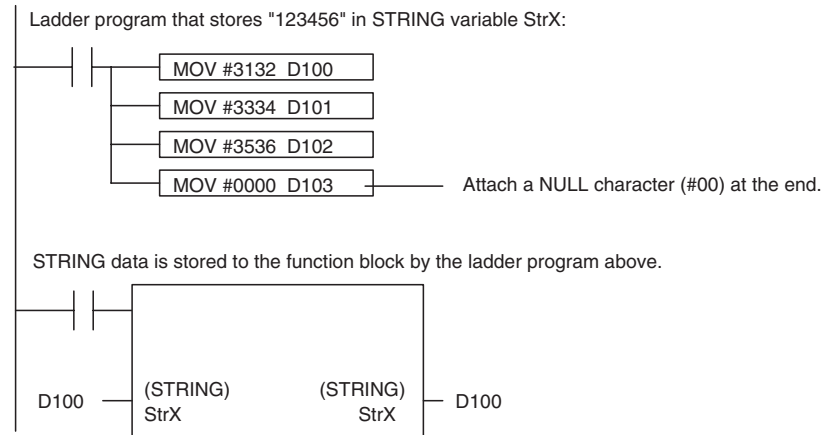 Ladder program that stores "123456" in STRING variable StrX:
MOV #3132 D100
MOV #3334 D101
MOV #3536 D102
MOV #0000 D103 Attach a NULL character (#00) at the end.
STRING data is stored to the function block by the ladder program above.
(STRING) (STRING)
D100 StrX StrX D100